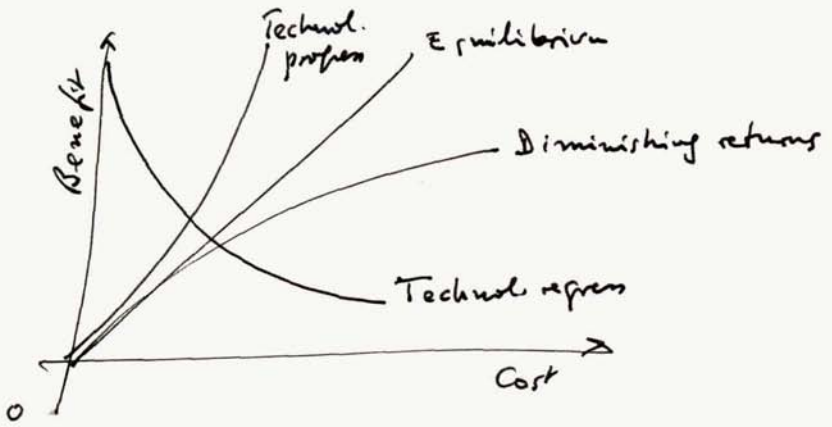 Technol.
progress
Equilibrium
Benefit
Diminishing returns
Technol. regress
Cost
0